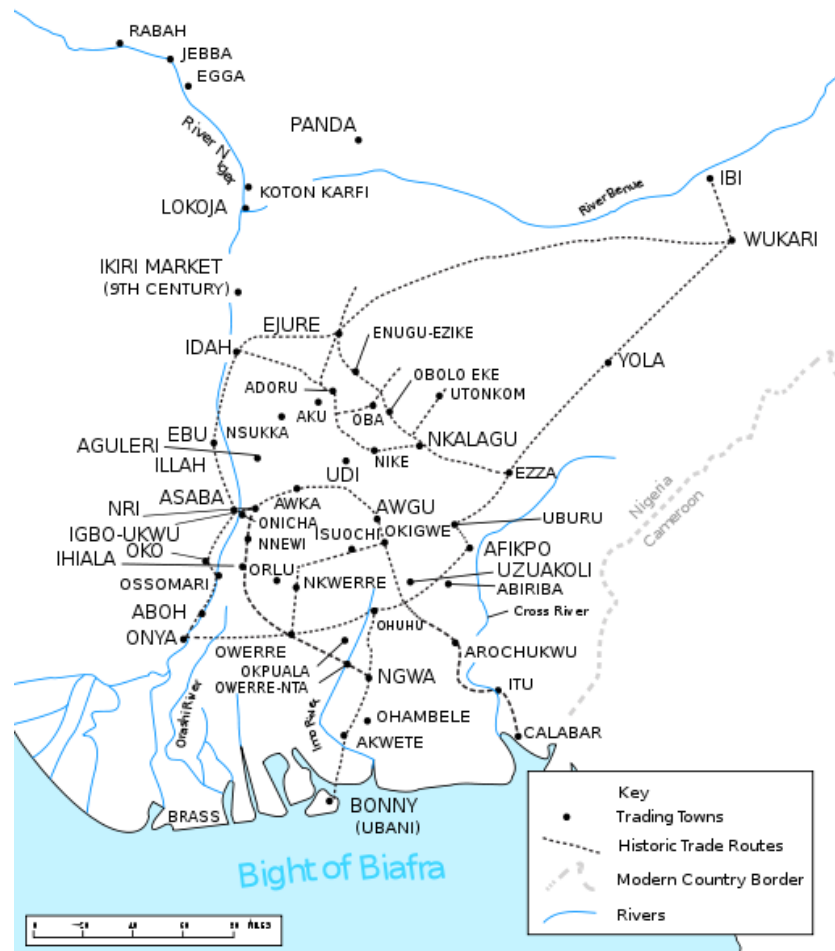 RABAH
JEBBA
EGGA
River Niger
PANDA
KOTON KARFI
LOKOJA
River Benue
IBI
WUKARI
IKIRI MARKET
(9TH CENTURY)
EJURE
IDAH
ENUGU-EZIKE
YOLA
ADORU
OBOLO EKE
UTONKOM
AKU
OBA
EBU
NSUKKA
AGULERI
ILLAH
NKALAGU
NIKE
UDI
EZZA
ASABA
NRI
AWKA
AWGU
IGBO-UKWU
ONICHA
NNEWI
ISUOCHI
OKIGWE
UBURU
OKO
IHIALA
AFIKPO
ORLU
OSSOMARI
NKWERRE
UZUAKOLI
ABIRIBA
Cross River
ABOH
OHUHU
ONYA
OWERRE
AROCHUKWU
OKPUALA
OWERRE-NTA
NGWA
ITU
Orashi River
Imo River
OHAMBELE
AKWETE
CALABAR
BRASS
BONNY
(UBANI)
Nigeria
Cameroon
Bight of Biafra
Key
Trading Towns
Historic Trade Routes
Modern Country Border
Rivers
0